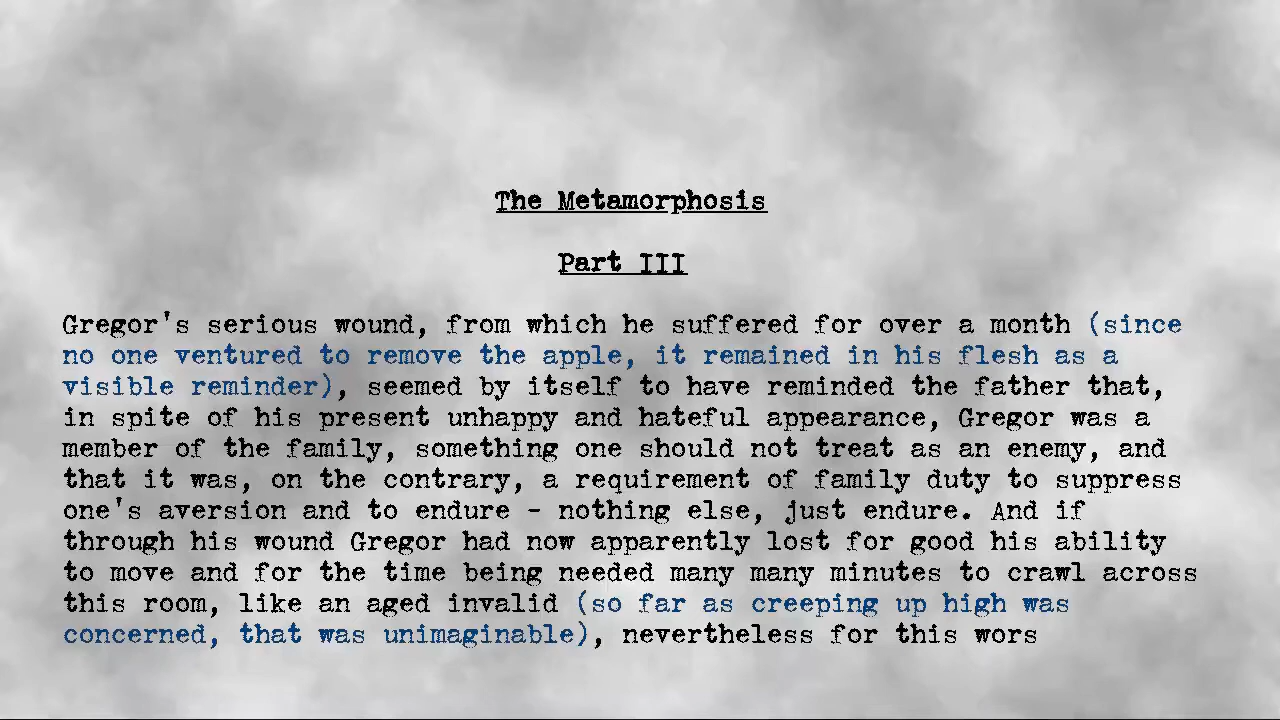 The Metamorphosis
Part III
Gregor's serious wound, from which he suffered for over a month (since
no one ventured to remove the apple, it remained in his flesh as a
visible reminder), seemed by itself to have reminded the father that,
in spite of his present unhappy and hateful appearance, Gregor was a
member of the family, something one should not treat as an enemy, and
that it was, on the contrary, a requirement of family duty to suppress
one's aversion and to endure - nothing else, just endure. And if
through his wound Gregor had now apparently lost for good his ability
to move and for the time being needed many many minutes to crawl across
this room, like an aged invalid (so far as creeping up high was
concerned, that was unimaginable), nevertheless for this wors